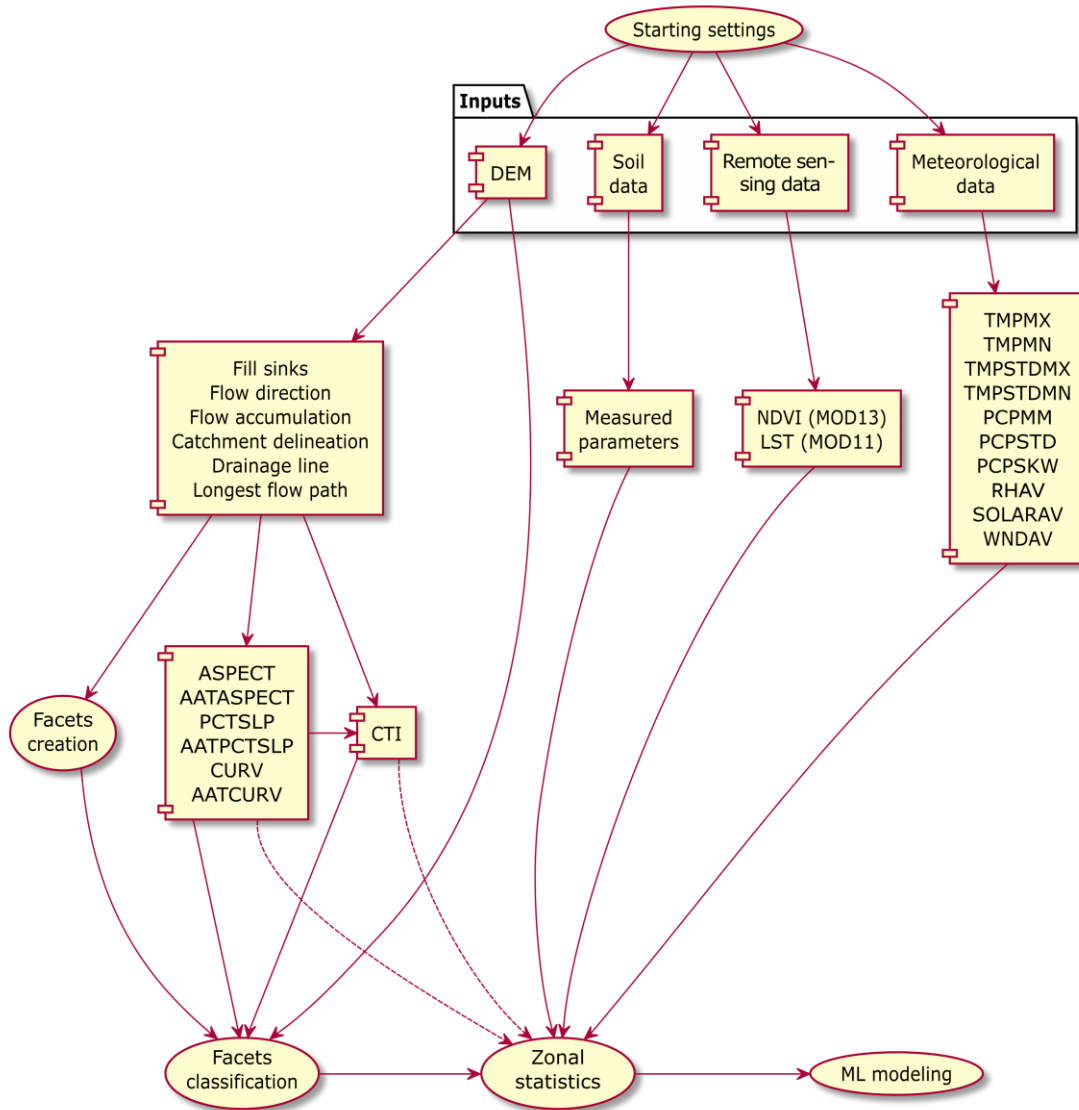 Starting settings
Inputs
DEM
Soil
data
Remote sen-
sing data
Meteorological
data
TMPMX
TMPMN
TMPSTDMX
TMPSTDMN
PCPMM
PCPSTD
PCPSKW
RHAV
SOLARAV
WNDAV
Fill sinks
Flow direction
Flow accumulation
Catchment delineation
Drainage line
Longest flow path
Measured
parameters
NDVI (MOD13)
LST (MOD11)
Facets
creation
ASPECT
AATASPECT
PCTSLP
AATPCTSLP
CURV
AATCURV
CTI
Facets
classification
Zonal
statistics
ML modeling